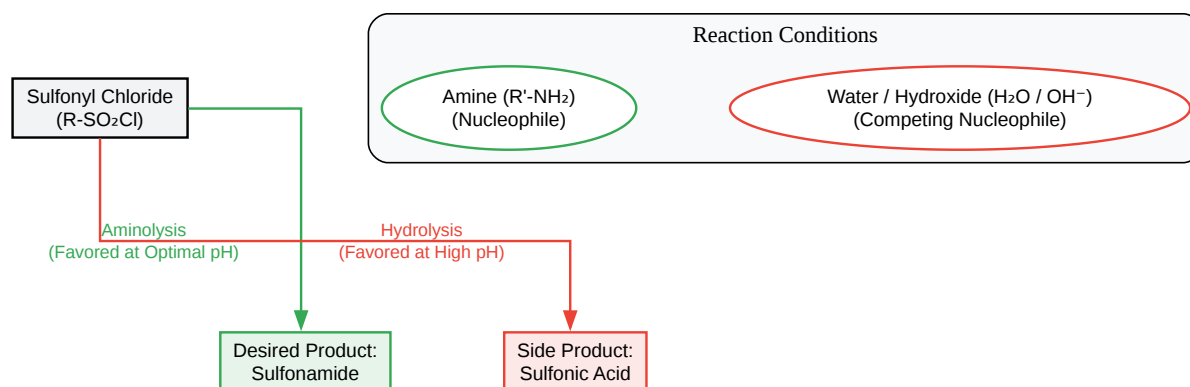 Reaction Conditions
Sulfonyl Chloride
(R-SO₂Cl)
Amine (R'-NH₂)
(Nucleophile)
Water / Hydroxide (H₂O / OH⁻)
(Competing Nucleophile)
Aminolysis
(Favored at Optimal pH)
Hydrolysis
(Favored at High pH)
Desired Product:
Sulfonamide
Side Product:
Sulfonic Acid